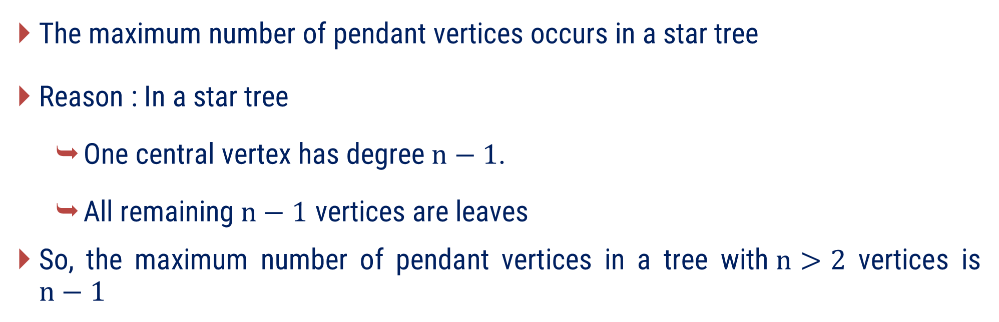 The maximum number of pendant vertices occurs in a star tree
Reason : In a star tree
One central vertex has degree n − 1.
All remaining n − 1 vertices are leaves
So, the maximum number of pendant vertices in a tree with n > 2 vertices is
n − 1